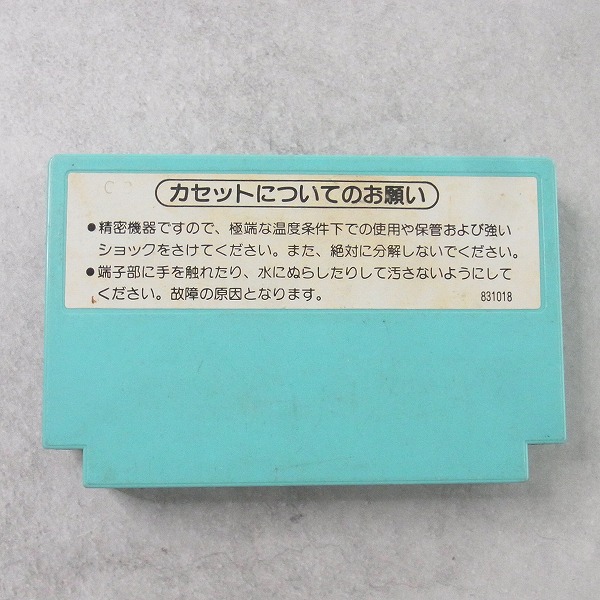 カセットについてのお願い
●精密機器ですので、極端な温度条件下での使用や保管および強い
ショックをさけてください。また、絶対に分解しないでください。
●端子部に手を触れたり、水にぬらしたりして汚さないようにして
ください。故障の原因となります。
831018